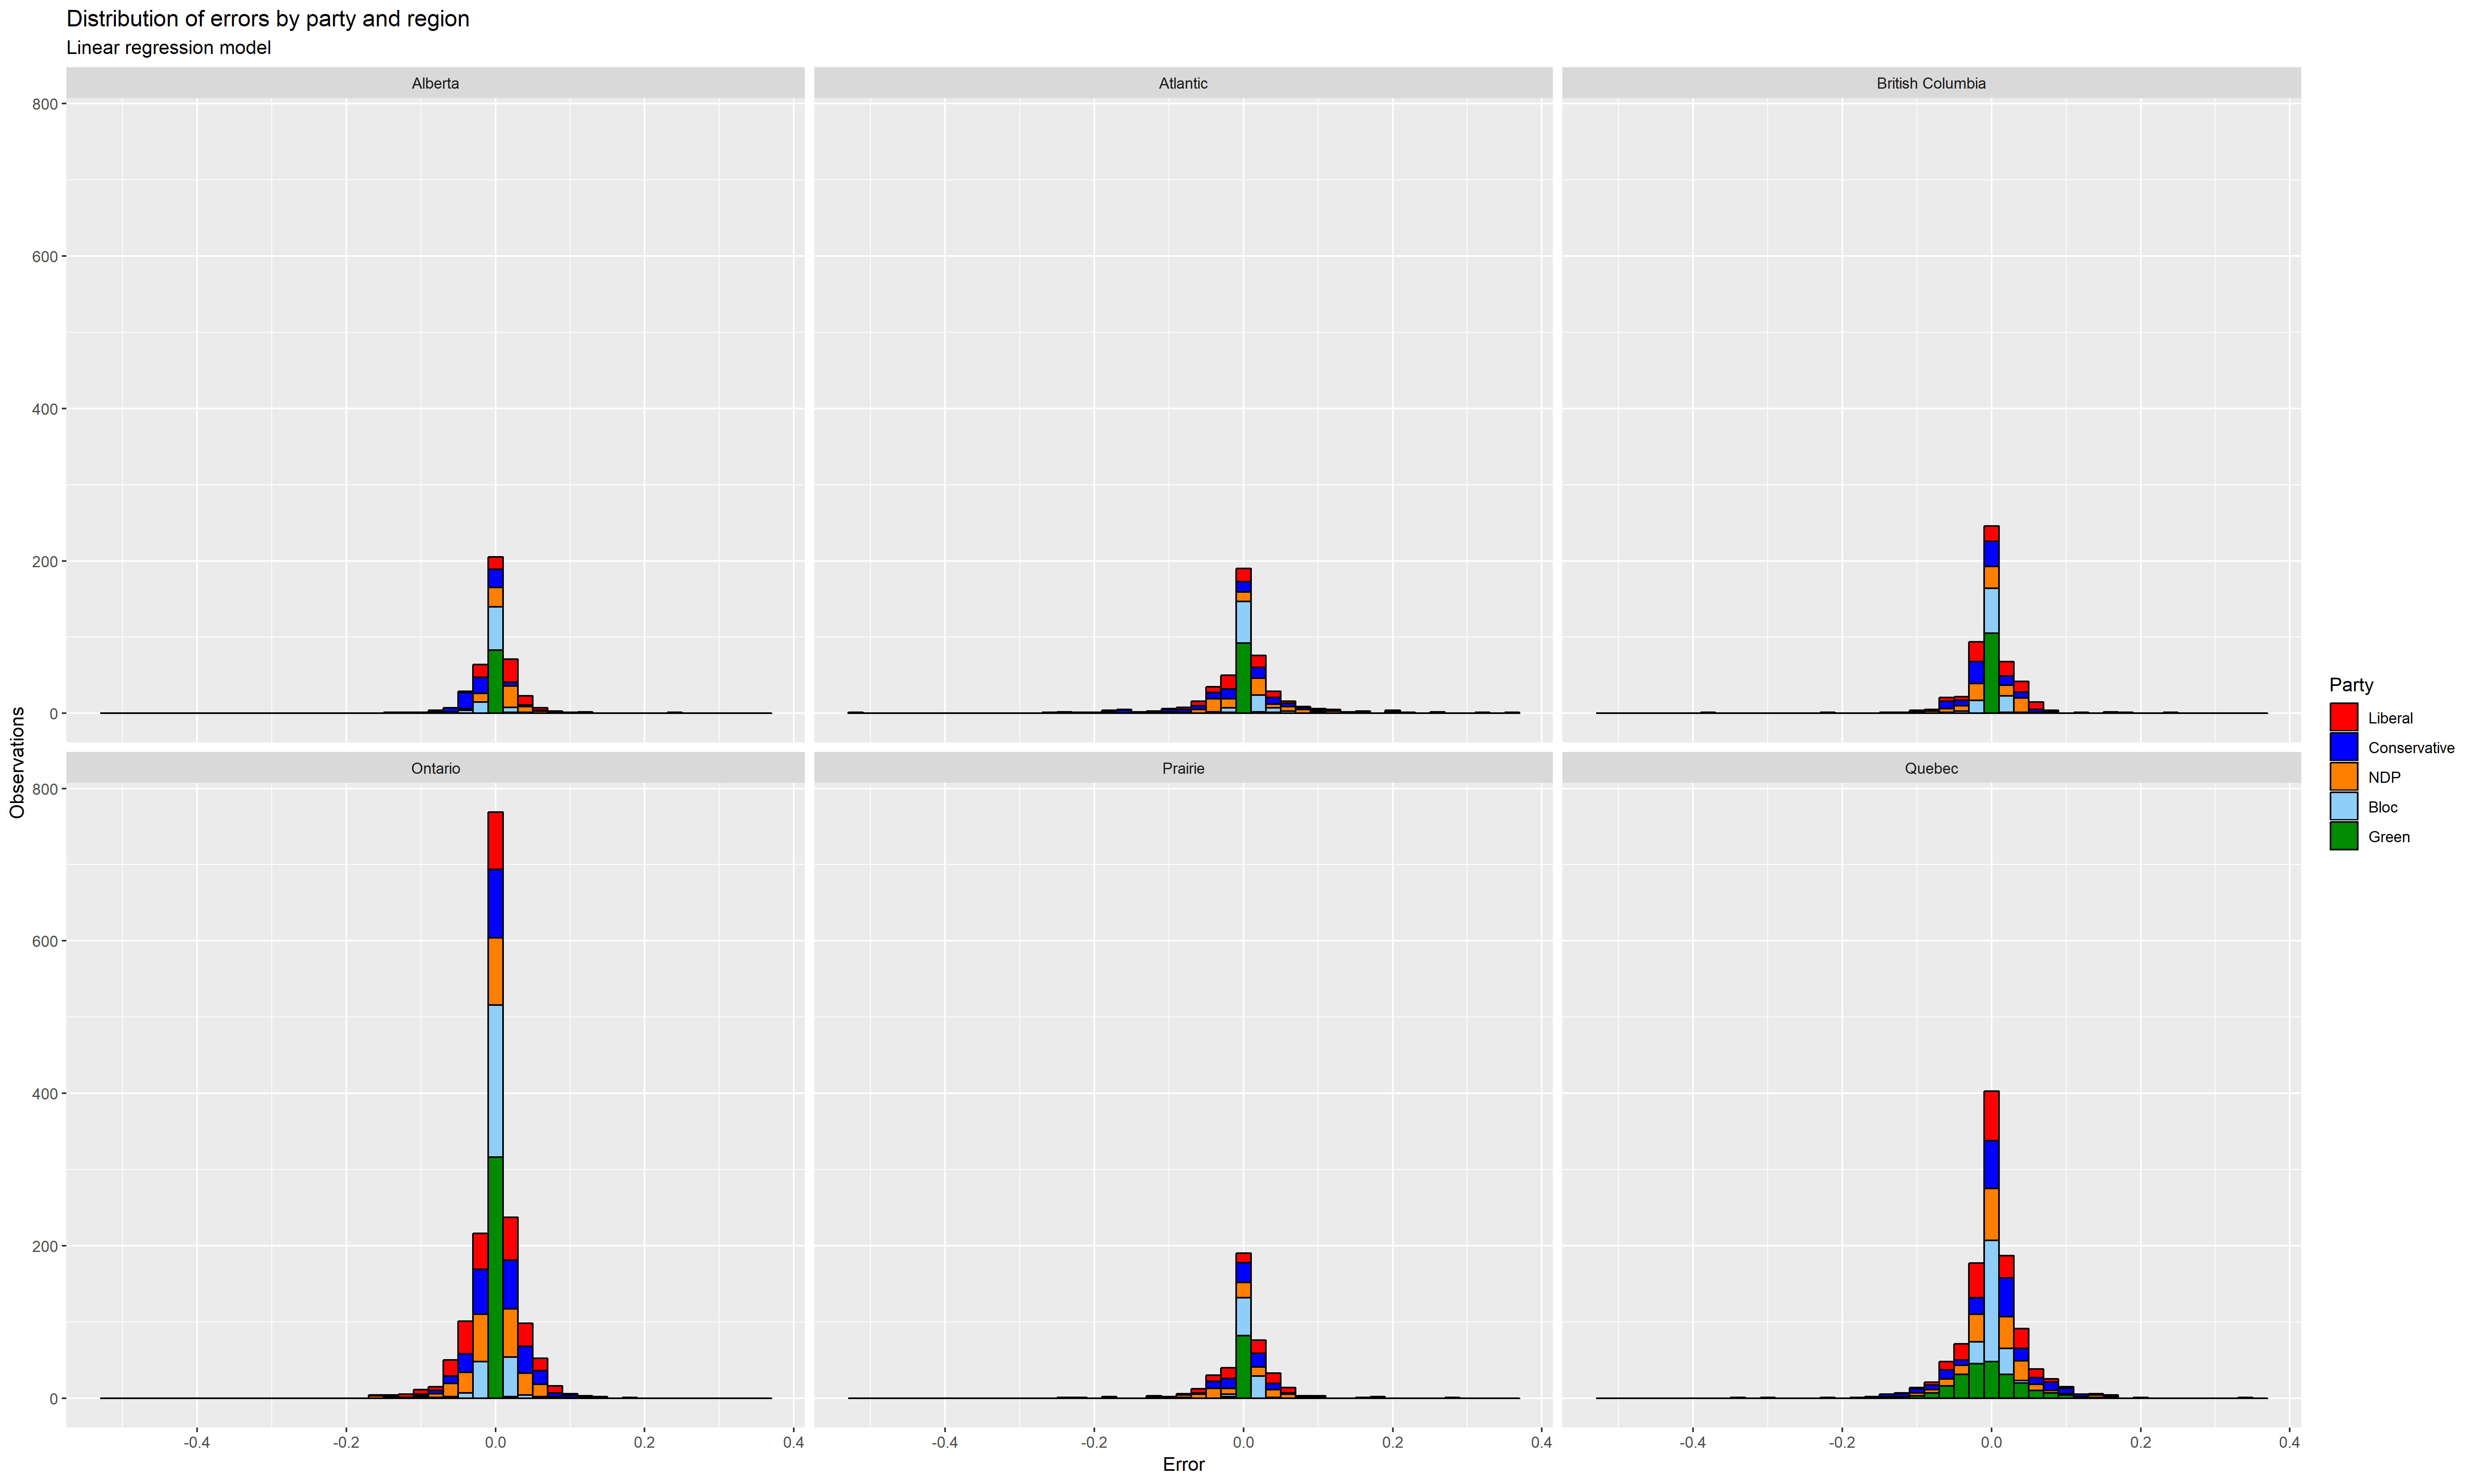 Distribution of errors by party and region
Linear regression model
Alberta
Atlantic
British Columbia
800
600
400
200
0
Ontario
Prairie
Quebec
800
600
400
200
0
-0.4 -0.2 0.0 0.2 0.4
-0.4 -0.2 0.0 0.2 0.4
-0.4 -0.2 0.0 0.2 0.4
Error
Observations
Party
Liberal
Conservative
NDP
Bloc
Green